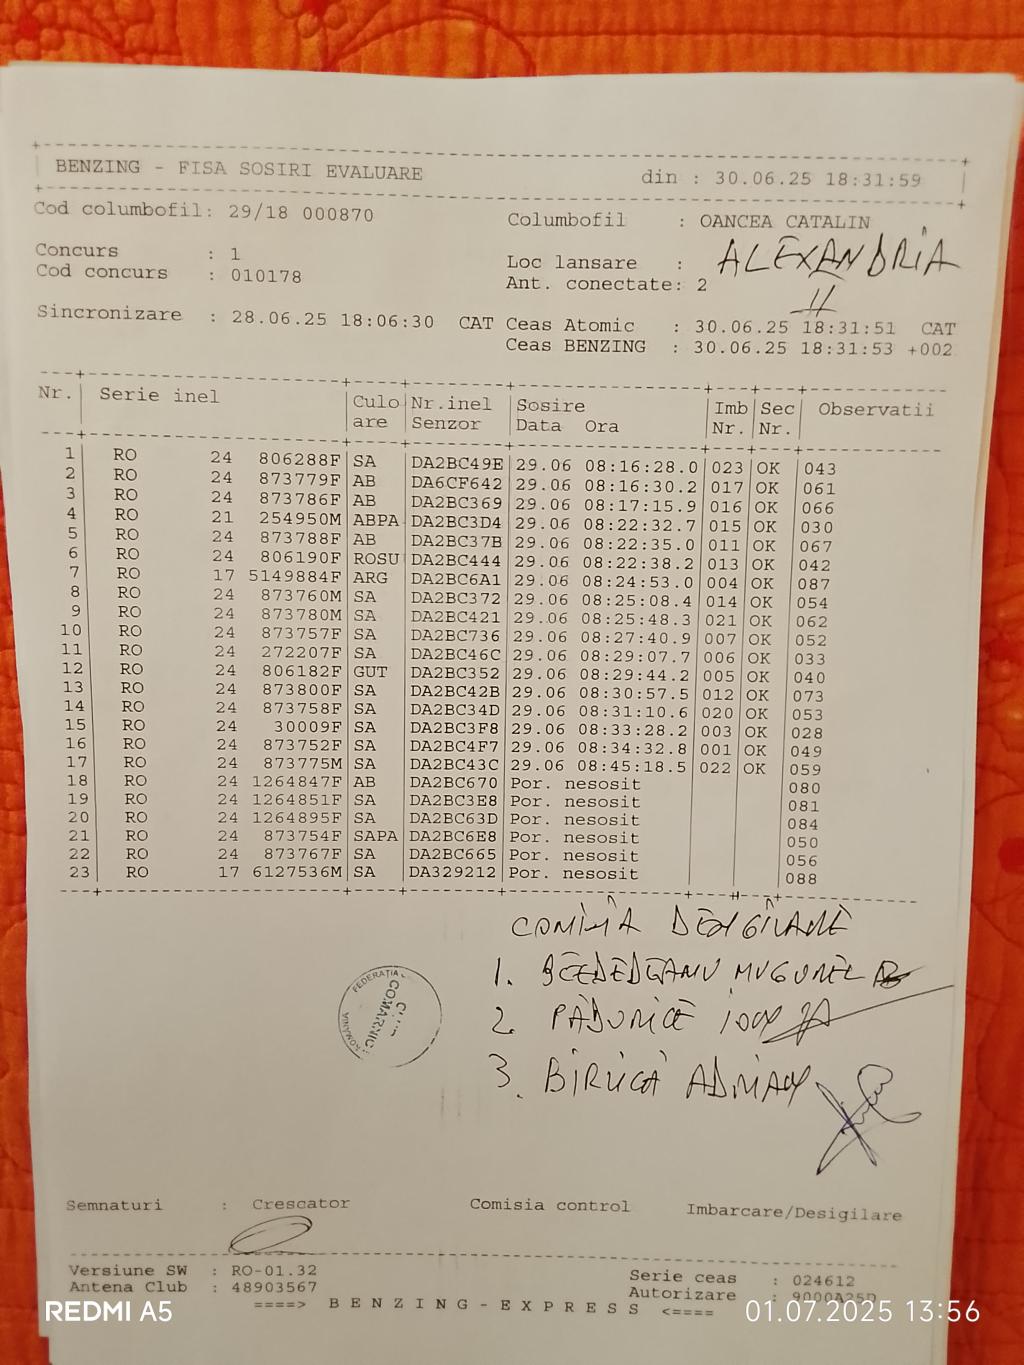 BENZING - FISA SOSIRI EVALUARE din : 30.06.25 18:31:59
Cod columbofil: 29/18 000870 Columbofil : OANCEA CATALIN
Concurs : 1 Loc lansare : ALEXANDRIA
Cod concurs : 010178 Ant. conectate: 2 II
Sincronizare : 28.06.25 18:06:30 CAT Ceas Atomic : 30.06.25 18:31:51 CAT
Ceas BENZING : 30.06.25 18:31:53 +002
Nr. Serie inel Culo Nr.inel Sosire Imb Sec Observatii
are Senzor Data Ora Nr. Nr.
1 RO 24 806288F SA DA2BC49E 29.06 08:16:28.0 023 OK 043
2 RO 24 873779F AB DA6CF642 29.06 08:16:30.2 017 OK 061
3 RO 24 873786F AB DA2BC369 29.06 08:17:15.9 016 OK 066
4 RO 21 254950M ABPA DA2BC3D4 29.06 08:22:32.7 015 OK 030
5 RO 24 873788F AB DA2BC37B 29.06 08:22:35.0 011 OK 067
6 RO 24 806190F ROSU DA2BC444 29.06 08:22:38.2 013 OK 042
7 RO 17 5149884F ARG DA2BC6A1 29.06 08:24:53.0 004 OK 087
8 RO 24 873760M SA DA2BC372 29.06 08:25:08.4 014 OK 054
9 RO 24 873780M SA DA2BC421 29.06 08:25:48.3 021 OK 062
10 RO 24 873757F SA DA2BC736 29.06 08:27:40.9 007 OK 052
11 RO 24 272207F SA DA2BC46C 29.06 08:29:07.7 006 OK 033
12 RO 24 806182F GUT DA2BC352 29.06 08:29:44.2 005 OK 040
13 RO 24 873800F SA DA2BC42B 29.06 08:30:57.5 012 OK 073
14 RO 24 873758F SA DA2BC34D 29.06 08:31:10.6 020 OK 053
15 RO 24 30009F SA DA2BC3F8 29.06 08:33:28.2 003 OK 028
16 RO 24 873752F SA DA2BC4F7 29.06 08:34:32.8 001 OK 049
17 RO 24 873775M SA DA2BC43C 29.06 08:45:18.5 022 OK 059
18 RO 24 1264847F AB DA2BC670 Por. nesosit 080
19 RO 24 1264851F SA DA2BC3E8 Por. nesosit 081
20 RO 24 1264895F SA DA2BC63D Por. nesosit 084
21 RO 24 873754F SAPA DA2BC6E8 Por. nesosit 050
22 RO 24 873767F SA DA2BC665 Por. nesosit 056
23 RO 17 6127536M SA DA329212 Por. nesosit 088
1. MUGUREL
2. PĂDURICE IOAN
3. BIRUCĂ ADRIAN
FEDERAȚIA
ROMÂNIA
COMARNIC
Semnaturi : Crescator Comisia control Imbarcare/Desigilare
Versiune SW : RO-01.32 Serie ceas : 024612
Antena Club : 48903567 Autorizare : 9000A25D
====> BENZING-EXPRESS <====
REDMI A5 01.07.2025 13:56